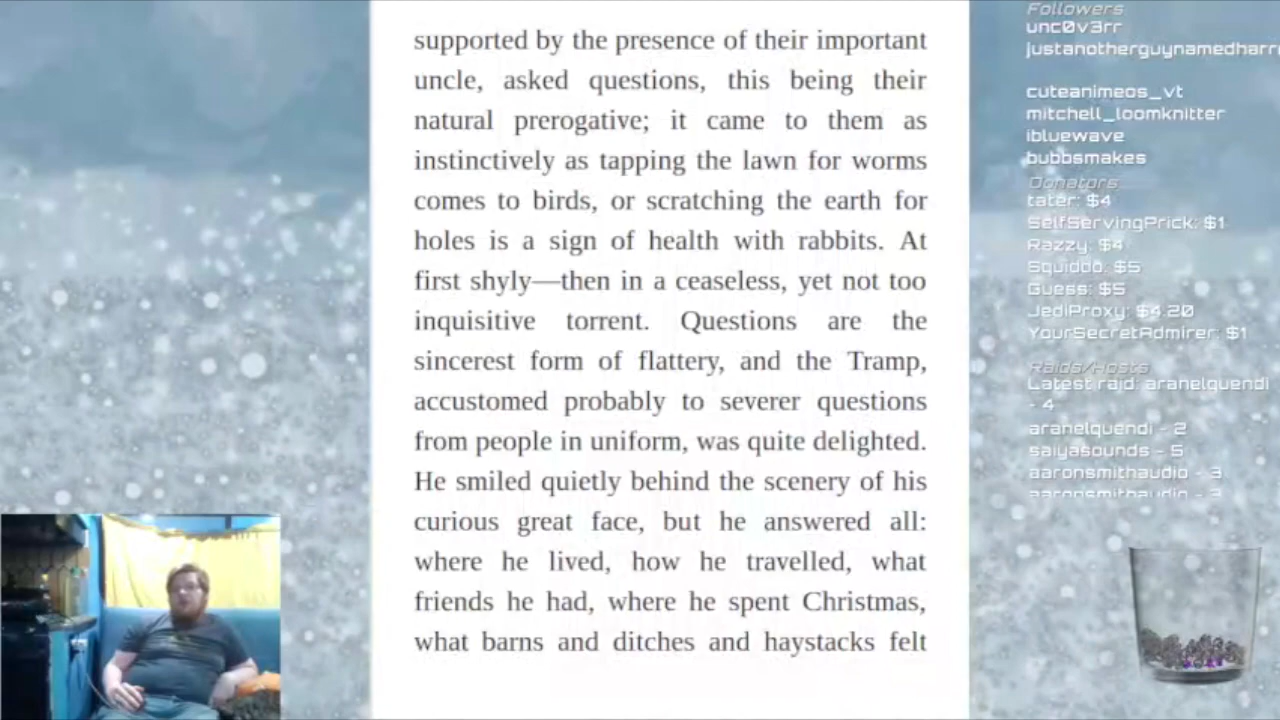 supported by the presence of their important
uncle, asked questions, this being their
natural prerogative; it came to them as
instinctively as tapping the lawn for worms
comes to birds, or scratching the earth for
holes is a sign of health with rabbits. At
first shyly—then in a ceaseless, yet not too
inquisitive torrent. Questions are the
sincerest form of flattery, and the Tramp,
accustomed probably to severer questions
from people in uniform, was quite delighted.
He smiled quietly behind the scenery of his
curious great face, but he answered all:
where he lived, how he travelled, what
friends he had, where he spent Christmas,
what barns and ditches and haystacks felt
Followers
unc0v3rr
cuteanimeos_vt
mitchell_loomknitter
ibluewave
bubbsmakes
Donators
tater: $4
SelfServingPrick: $1
Razzy: $4
Squiddo: $5
Guess: $5
JediProxy: $4.20
YourSecretAdmirer: $1
Raids/Hosts
Latest raid: aranelquendi
- 4
aranelquendi - 2
saiyasounds - 5
aaronsmithaudio - 3